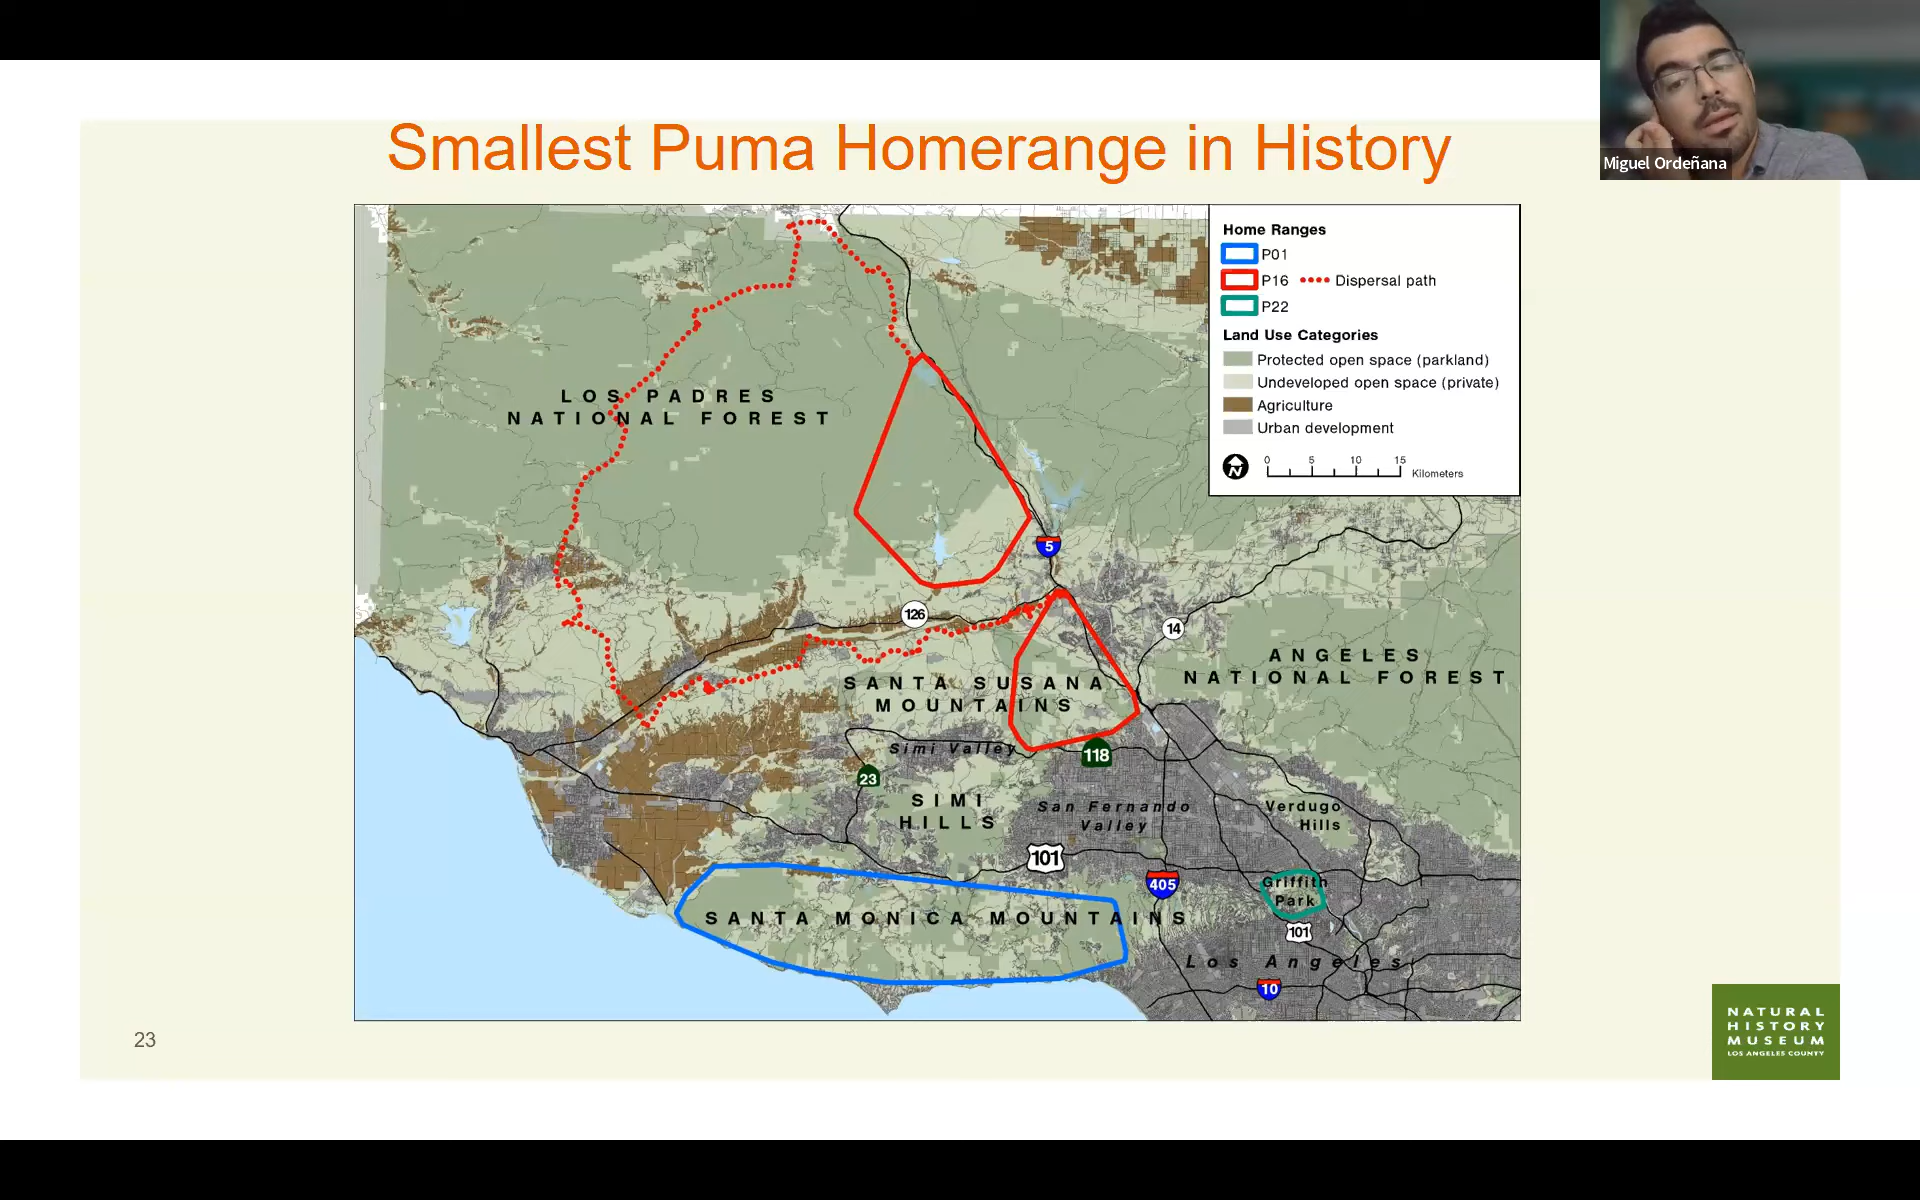 Smallest Puma Homerange in History
Miguel Ordeñana
Home Ranges
P01
P16 Dispersal path
P22
Land Use Categories
Protected open space (parkland)
Undeveloped open space (private)
Agriculture
Urban development
N 0 5 10 15 Kilometers
LOS PADRES
NATIONAL FOREST
5
126
14
ANGELES
NATIONAL FOREST
SANTA SUSANA
MOUNTAINS
Simi Valley
118
23
SIMI
HILLS
San Fernando
Valley
Verdugo
Hills
101
405
Griffith
Park
SANTA MONICA MOUNTAINS
101
Los Angeles
10
23
NATURAL
HISTORY
MUSEUM
LOS ANGELES COUNTY